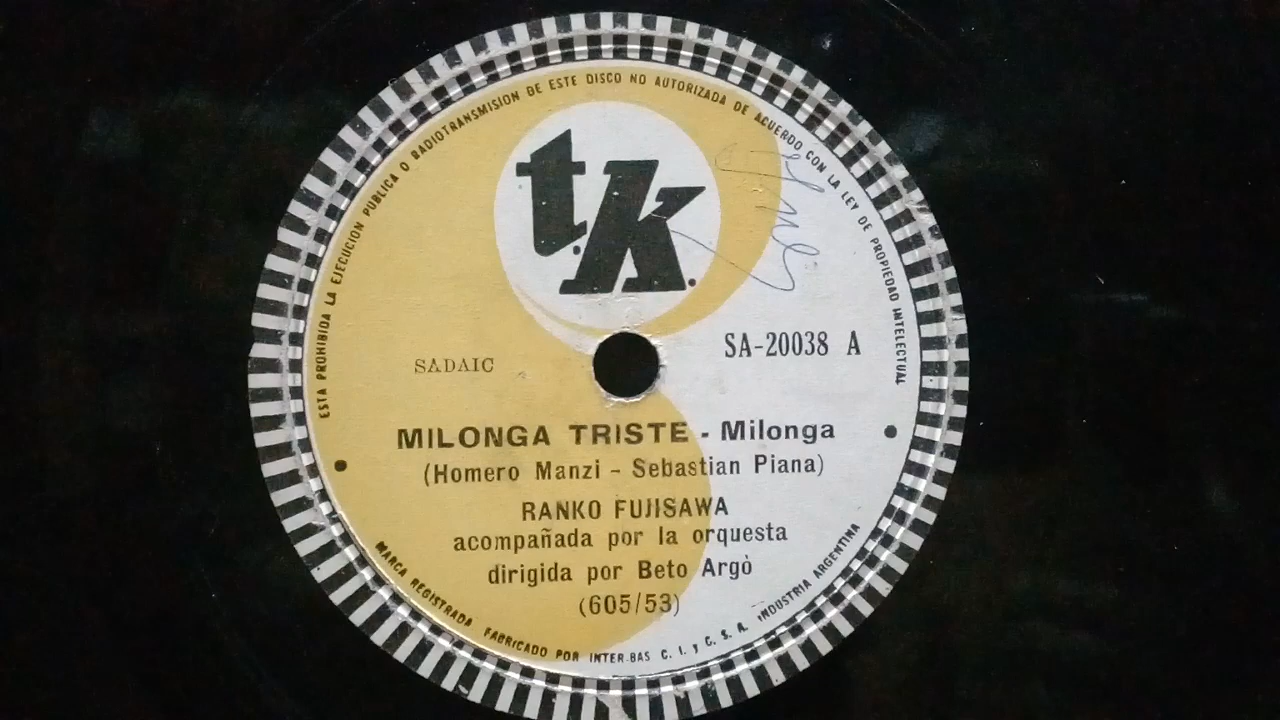 ESTA PROHIBIDA LA EJECUCION PUBLICA O RADIOTRANSMISION DE ESTE DISCO NO AUTORIZADA DE ACUERDO CON LA LEY DE PROPIEDAD INTELECTUAL
t.k.
SA-20038 A
SADAIC
MILONGA TRISTE - Milonga
(Homero Manzi - Sebastian Piana)
RANKO FUJISAWA
acompañada por la orquesta
dirigida por Beto Argò
(605/53)
MARCA REGISTRADA FABRICADO POR INTER-BAS C. I. y C. S. A. INDUSTRIA ARGENTINA